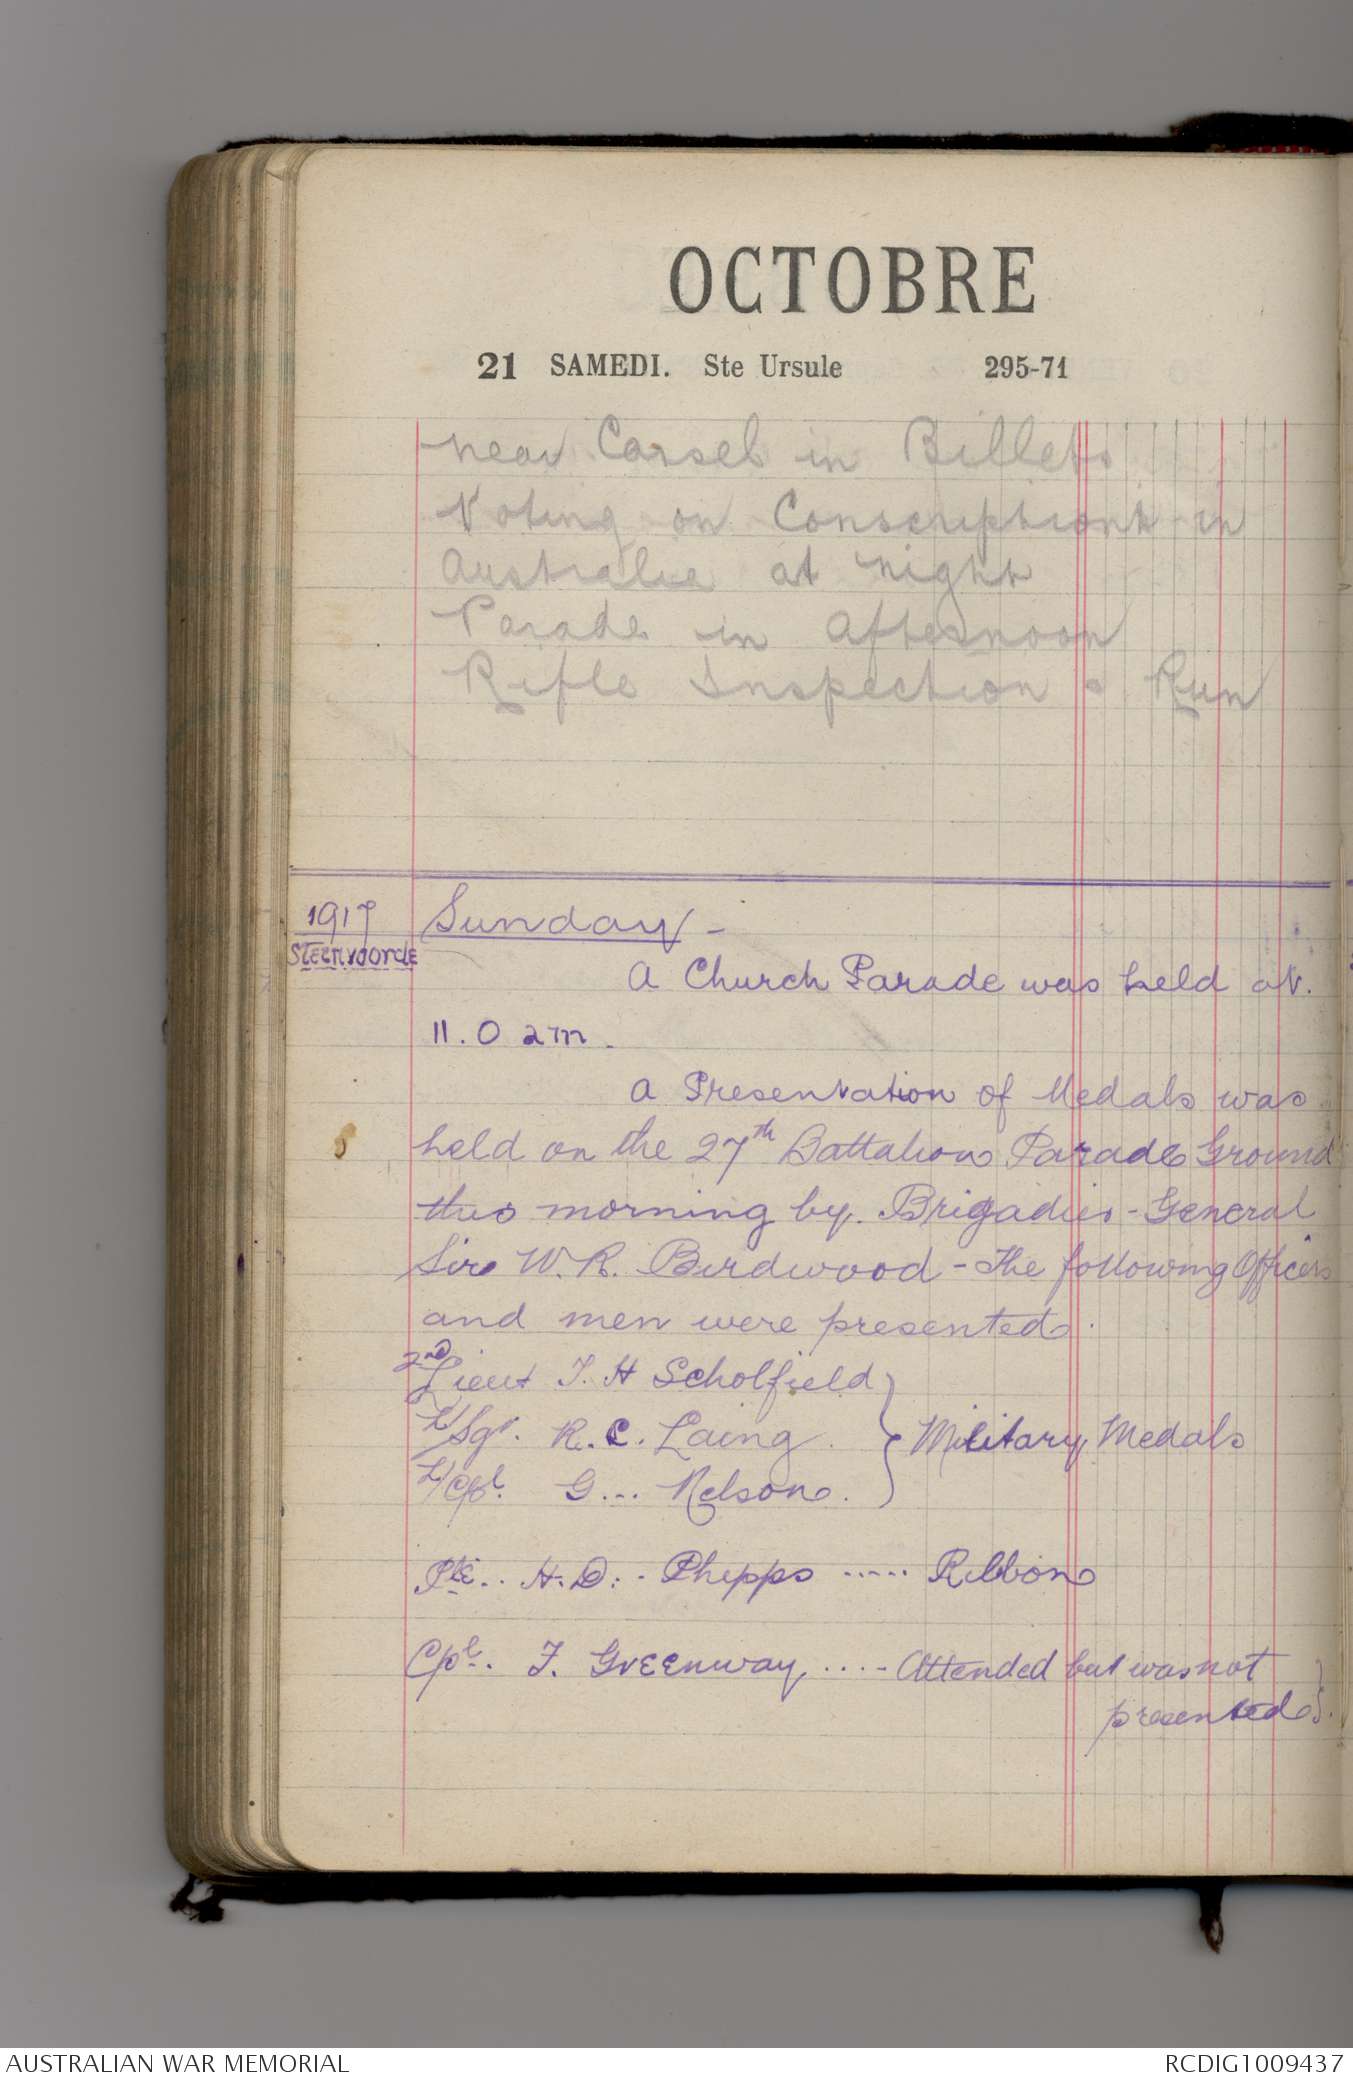 OCTOBRE
21 SAMEDI. Ste Ursule 295-71
near Cassel in Billets
Voting on Conscriptions in
Australia at night
Parade in Afternoon
Rifle Inspection & Run
1917 Sunday -
Steenvoorde
A Church Parade was held at
11.0 am.
A Presentation of Medals was
held on the 27th Battalion Parade Ground
this morning by Brigadier-General
Sir W. R. Birdwood - The following Officers
and men were presented.
2nd Lieut T. H Scholfield
L/Sgt. R. C. Laing } Military Medals
L/Cpl. G... Nelson.
Pte.. H. D. . Phipps ..... Ribbon
Cpl.. F. Greenway .... Attended but was not
presented }.
AUSTRALIAN WAR MEMORIAL RCDIG1009437